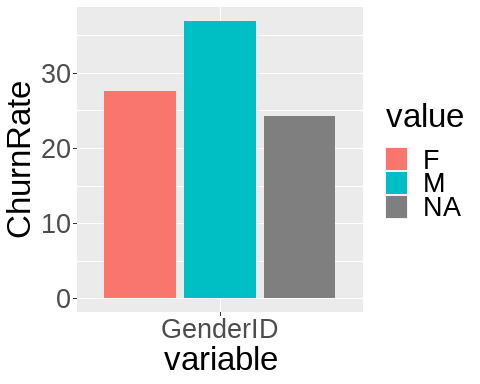 ChurnRate
30
20
10
0
GenderID
variable
value
F
M
NA